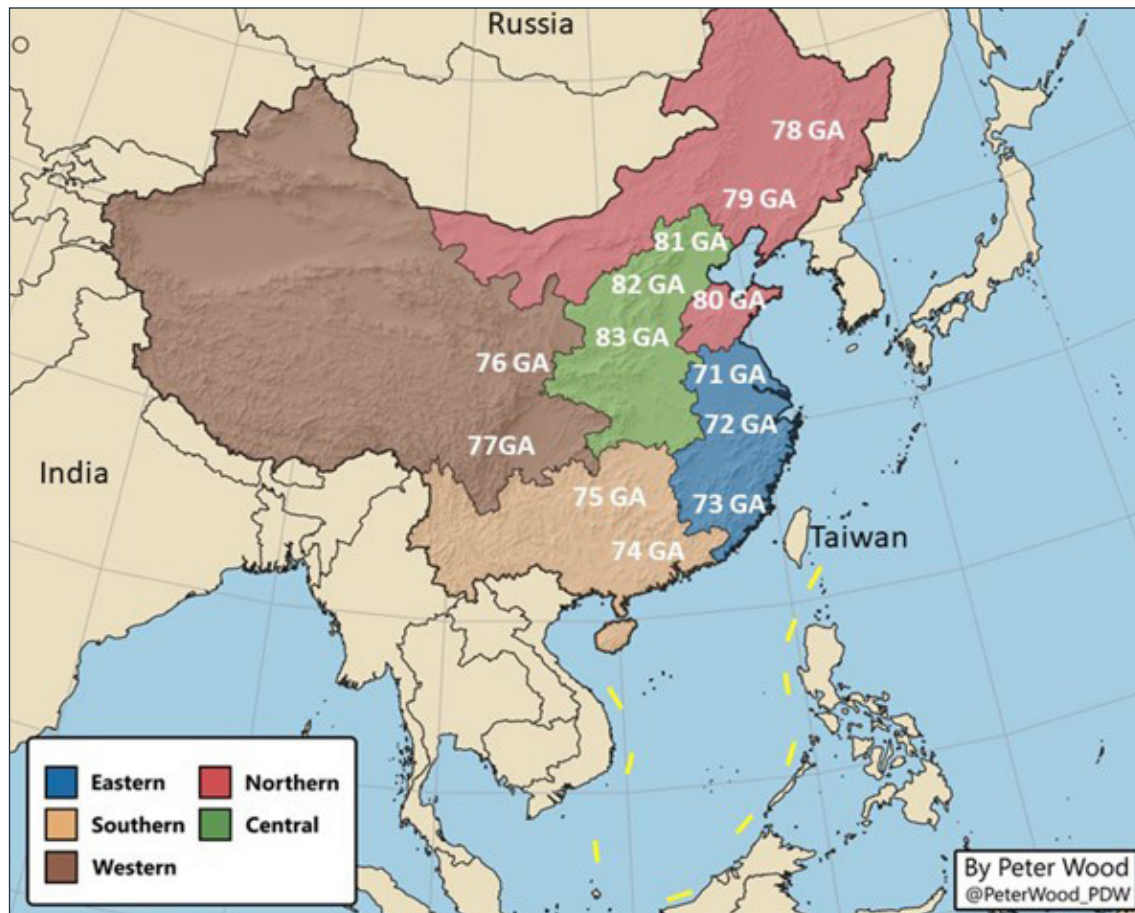 Russia
78 GA
79 GA
81 GA
82 GA
80 GA
83 GA
76 GA
71 GA
72 GA
77GA
India
75 GA
73 GA
74 GA
Taiwan
Eastern
Northern
Southern
Central
Western
By Peter Wood
@PeterWood_PDW